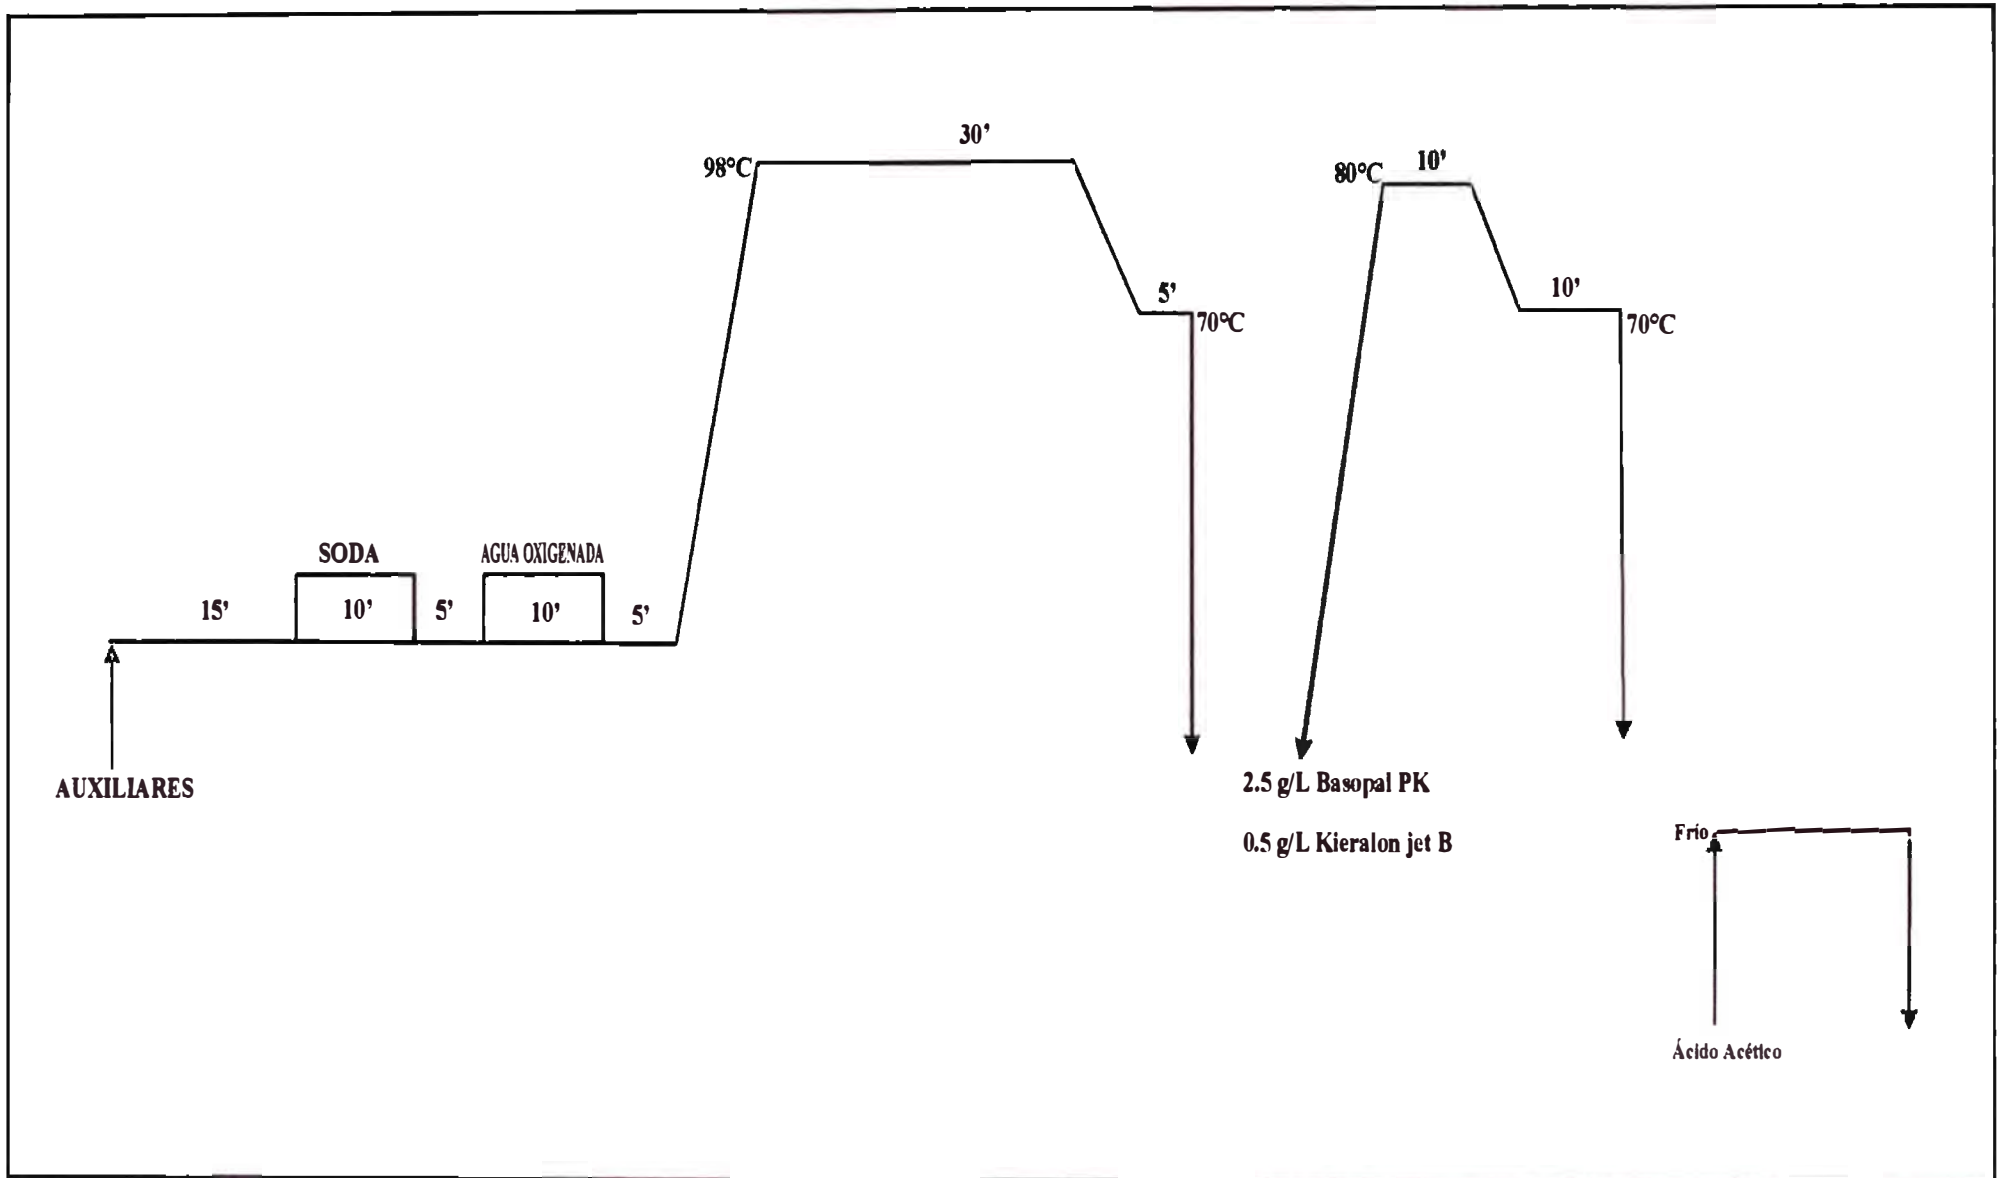 30’
98°C
80°C
10’
5’
70°C
10’
70°C
SODA
AGUA OXIGENADA
15’
10’
5’
10’
5’
AUXILIARES
2.5 g/L Basopal PK
0.5 g/L Kieralon jet B
Frío
Ácido Acético